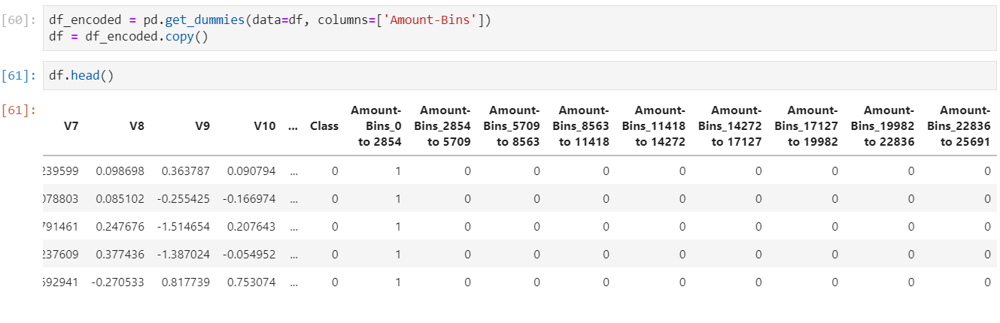 [60]: df_encoded = pd.get_dummies(data=df, columns=['Amount-Bins'])
df = df_encoded.copy()
[61]: df.head()
[61]:
V7 V8 V9 V10 ... Class Amount-Bins_0 to 2854 Amount-Bins_2854 to 5709 Amount-Bins_5709 to 8563 Amount-Bins_8563 to 11418 Amount-Bins_11418 to 14272 Amount-Bins_14272 to 17127 Amount-Bins_17127 to 19982 Amount-Bins_19982 to 22836 Amount-Bins_22836 to 25691
239599 0.098698 0.363787 0.090794 ... 0 1 0 0 0 0 0 0 0 0
078803 0.085102 -0.255425 -0.166974 ... 0 1 0 0 0 0 0 0 0 0
791461 0.247676 -1.514654 0.207643 ... 0 1 0 0 0 0 0 0 0 0
237609 0.377436 -1.387024 -0.054952 ... 0 1 0 0 0 0 0 0 0 0
592941 -0.270533 0.817739 0.753074 ... 0 1 0 0 0 0 0 0 0 0